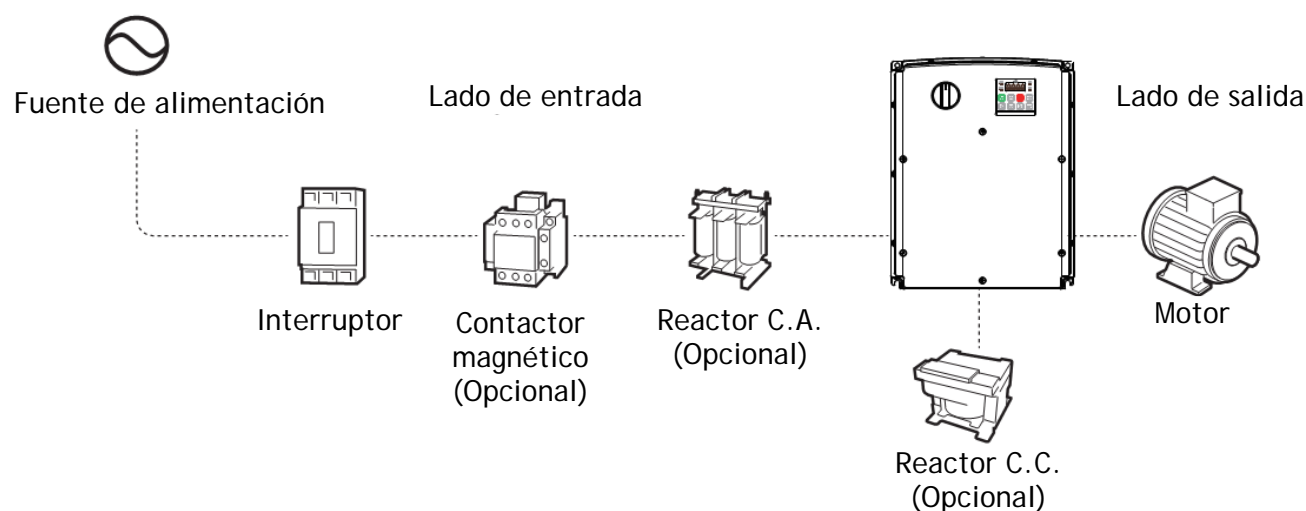 Fuente de alimentación
Lado de entrada
Lado de salida
Interruptor
Contactor
magnético
(Opcional)
Reactor C.A.
(Opcional)
Motor
Reactor C.C.
(Opcional)